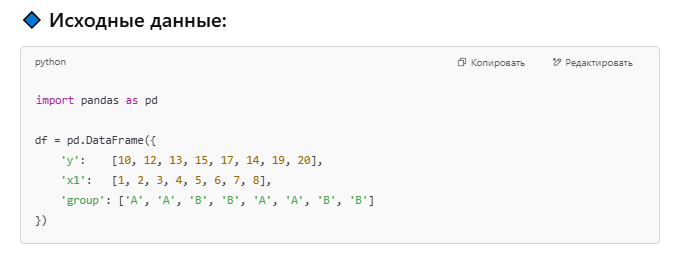 Исходные данные:
python
Копировать
Редактировать
import pandas as pd
df = pd.DataFrame({
    'y':    [10, 12, 13, 15, 17, 14, 19, 20],
    'x1':   [1, 2, 3, 4, 5, 6, 7, 8],
    'group': ['A', 'A', 'B', 'B', 'A', 'A', 'B', 'B']
})